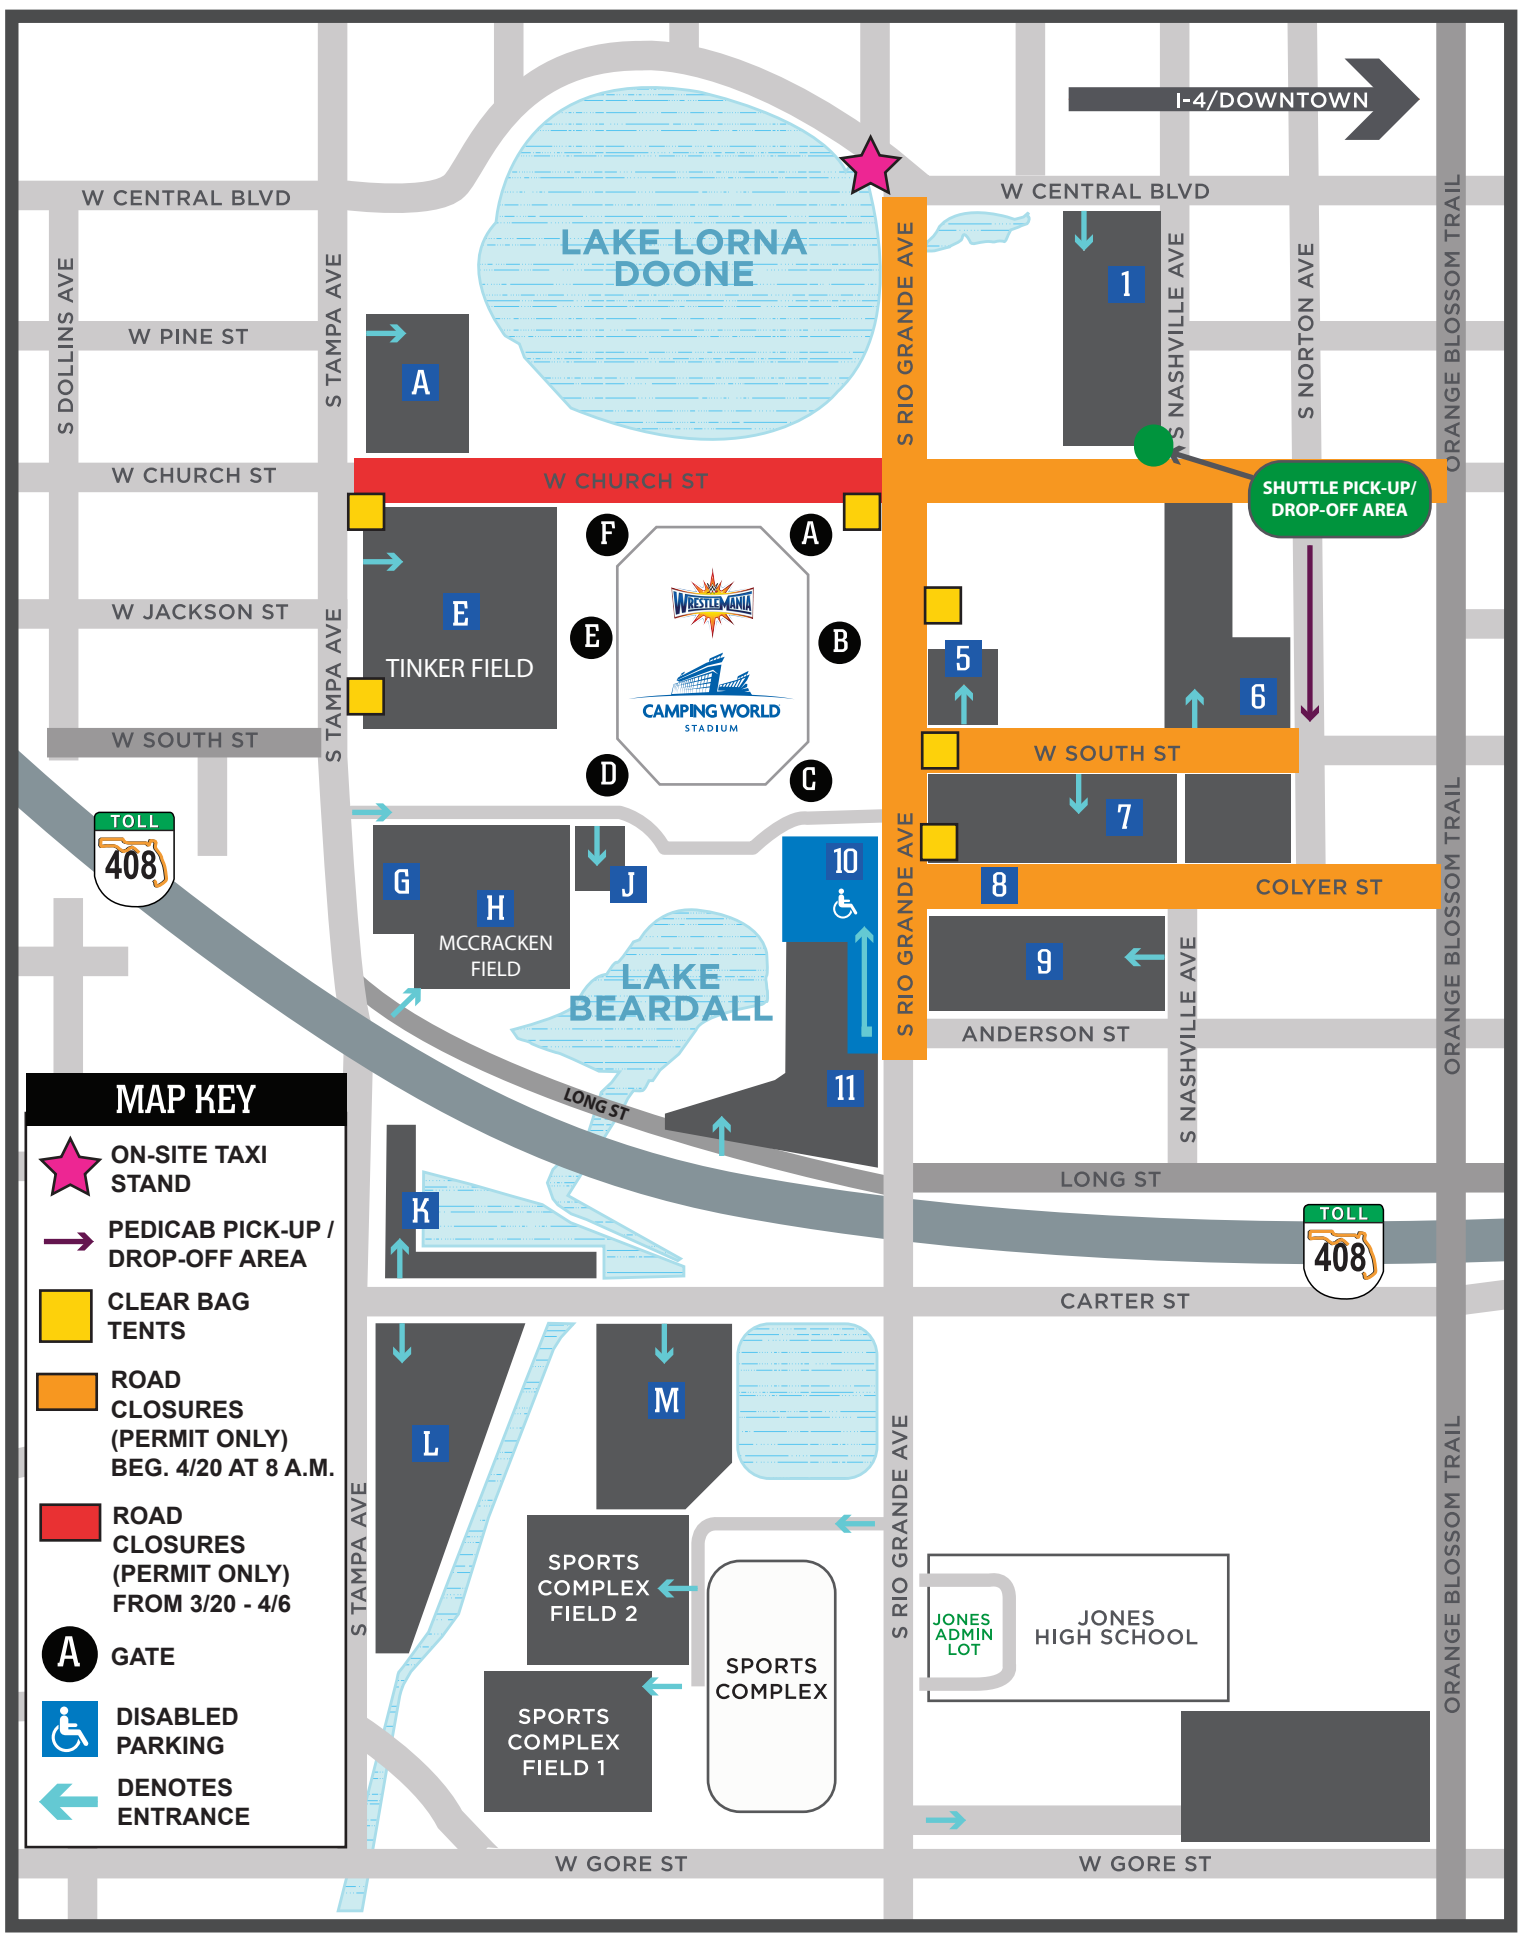 I-4/DOWNTOWN
W CENTRAL BLVD
W CENTRAL BLVD
LAKE LORNA
DOONE
S DOLLINS AVE
S TAMPA AVE
S RIO GRANDE AVE
S NASHVILLE AVE
S NORTON AVE
ORANGE BLOSSOM TRAIL
1
W PINE ST
A
W CHURCH ST
W CHURCH ST
SHUTTLE PICK-UP/
DROP-OFF AREA
F
A
E
TINKER FIELD
E
B
WRESTLEMANIA
CAMPING WORLD
STADIUM
D
C
W JACKSON ST
S TAMPA AVE
5
6
W SOUTH ST
W SOUTH ST
7
TOLL
408
G
H
MCCRACKEN
FIELD
J
10
8
COLYER ST
S RIO GRANDE AVE
ORANGE BLOSSOM TRAIL
LAKE
BEARDALL
9
S NASHVILLE AVE
ANDERSON ST
11
LONG ST
LONG ST
K
TOLL
408
CARTER ST
MAP KEY
ON-SITE TAXI
STAND
PEDICAB PICK-UP /
DROP-OFF AREA
CLEAR BAG
TENTS
ROAD
CLOSURES
(PERMIT ONLY)
BEG. 4/20 AT 8 A.M.
ROAD
CLOSURES
(PERMIT ONLY)
FROM 3/20 - 4/6
A
GATE
DISABLED
PARKING
DENOTES
ENTRANCE
L
M
S TAMPA AVE
S RIO GRANDE AVE
ORANGE BLOSSOM TRAIL
SPORTS
COMPLEX
FIELD 2
SPORTS
COMPLEX
FIELD 1
SPORTS
COMPLEX
JONES
ADMIN
LOT
JONES
HIGH SCHOOL
W GORE ST
W GORE ST